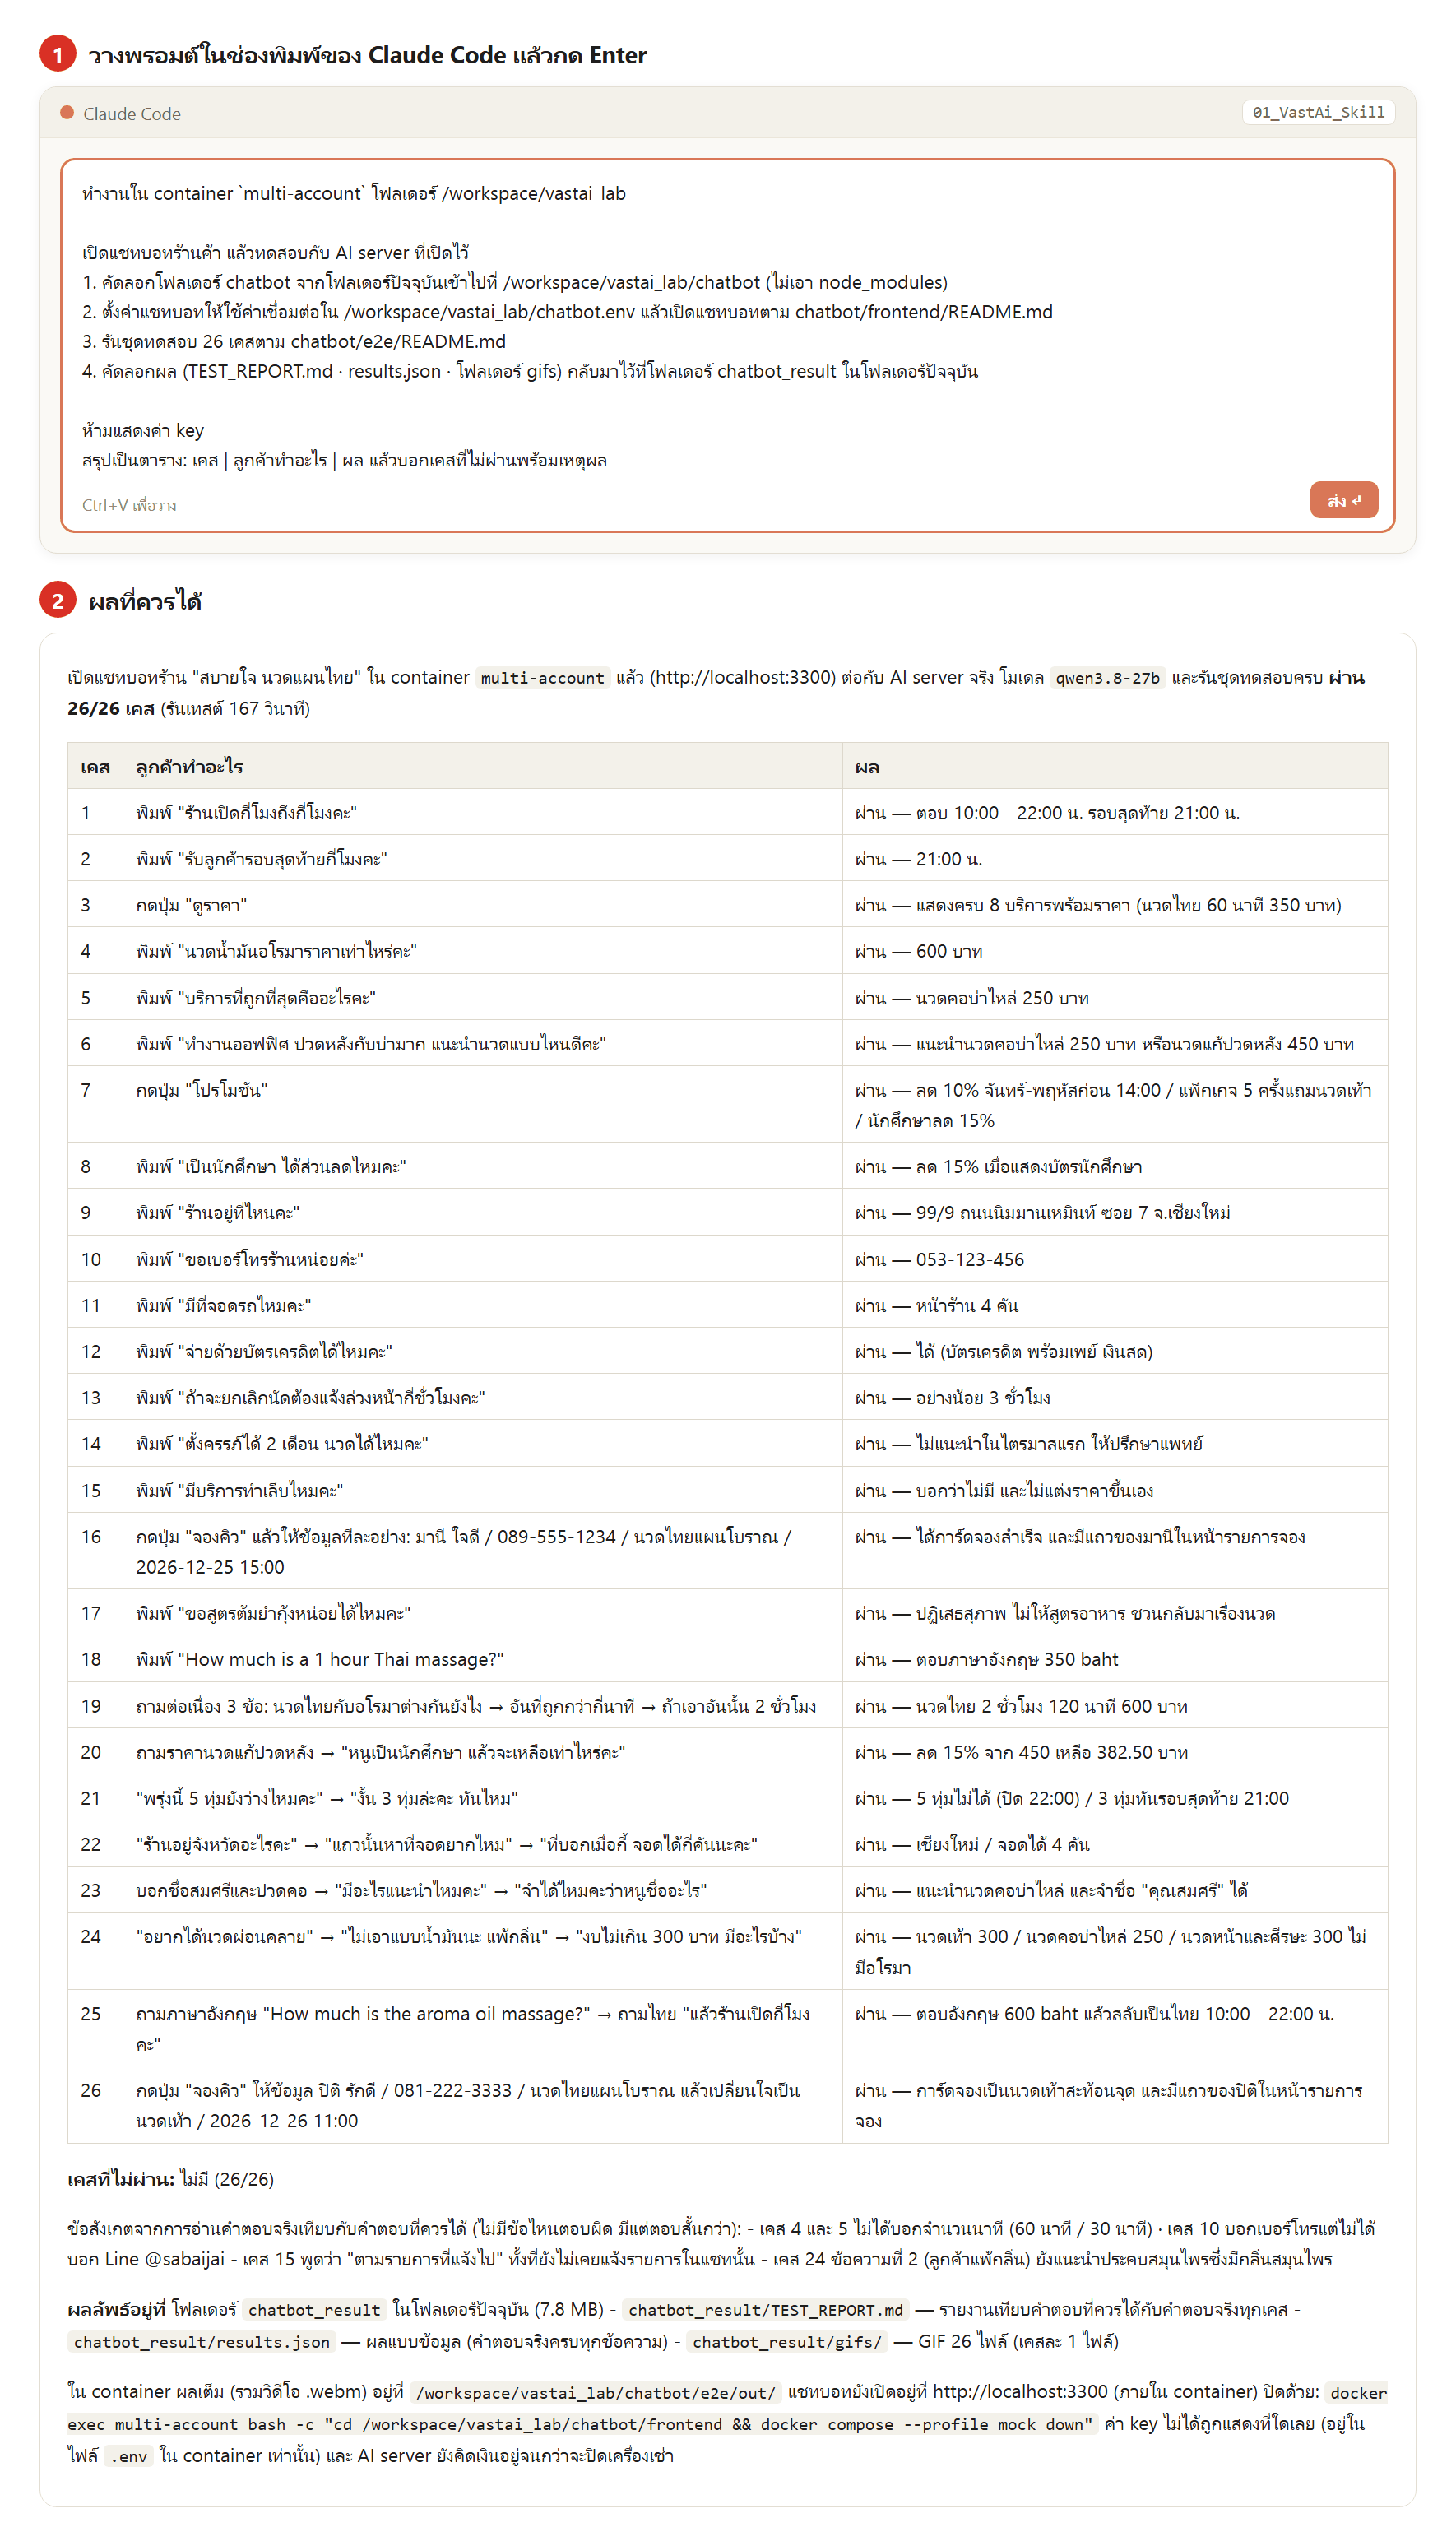 1 วางพรอมต์ในช่องพิมพ์ของ Claude Code แล้วกด Enter
Claude Code
01_VastAi_Skill
ทำงานใน container `multi-account` โฟลเดอร์ /workspace/vastai_lab
เปิดแชทบอทร้านค้า แล้วทดสอบกับ AI server ที่เปิดไว้
1. คัดลอกโฟลเดอร์ chatbot จากโฟลเดอร์ปัจจุบันเข้าไปที่ /workspace/vastai_lab/chatbot (ไม่เอา node_modules)
2. ตั้งค่าแชทบอทให้ใช้ค่าเชื่อมต่อใน /workspace/vastai_lab/chatbot.env แล้วเปิดแชทบอทตาม chatbot/frontend/README.md
3. รันชุดทดสอบ 26 เคสตาม chatbot/e2e/README.md
4. คัดลอกผล (TEST_REPORT.md · results.json · โฟลเดอร์ gifs) กลับมาไว้ที่โฟลเดอร์ chatbot_result ในโฟลเดอร์ปัจจุบัน
ห้ามแสดงค่า key
สรุปเป็นตาราง: เคส | ลูกค้าทำอะไร | ผล แล้วบอกเคสที่ไม่ผ่านพร้อมเหตุผล
Ctrl+V เพื่อวาง
ส่ง ⏎
2 ผลที่ควรได้
เปิดแชทบอทร้าน "สบายใจ นวดแผนไทย" ใน container multi-account แล้ว (http://localhost:3300) ต่อกับ AI server จริง โมเดล qwen3.8-27b และรันชุดทดสอบครบ ผ่าน
26/26 เคส (รันเทสต์ 167 วินาที)
เคส ลูกค้าทำอะไร ผล
1 พิมพ์ "ร้านเปิดกี่โมงถึงกี่โมงคะ" ผ่าน — ตอบ 10:00 - 22:00 น. รอบสุดท้าย 21:00 น.
2 พิมพ์ "รับลูกค้ารอบสุดท้ายกี่โมงคะ" ผ่าน — 21:00 น.
3 กดปุ่ม "ดูราคา" ผ่าน — แสดงครบ 8 บริการพร้อมราคา (นวดไทย 60 นาที 350 บาท)
4 พิมพ์ "นวดน้ำมันอโรมาราคาเท่าไหร่คะ" ผ่าน — 600 บาท
5 พิมพ์ "บริการที่ถูกที่สุดคืออะไรคะ" ผ่าน — นวดคอบ่าไหล่ 250 บาท
6 พิมพ์ "ทำงานออฟฟิศ ปวดหลังกับบ่ามาก แนะนำนวดแบบไหนดีคะ" ผ่าน — แนะนำนวดคอบ่าไหล่ 250 บาท หรือนวดแก้ปวดหลัง 450 บาท
7 กดปุ่ม "โปรโมชัน" ผ่าน — ลด 10% จันทร์-พฤหัสก่อน 14:00 / แพ็กเกจ 5 ครั้งแถมนวดเท้า
/ นักศึกษาลด 15%
8 พิมพ์ "เป็นนักศึกษา ได้ส่วนลดไหมคะ" ผ่าน — ลด 15% เมื่อแสดงบัตรนักศึกษา
9 พิมพ์ "ร้านอยู่ที่ไหนคะ" ผ่าน — 99/9 ถนนนิมมานเหมินท์ ซอย 7 จ.เชียงใหม่
10 พิมพ์ "ขอเบอร์โทรร้านหน่อยค่ะ" ผ่าน — 053-123-456
11 พิมพ์ "มีที่จอดรถไหมคะ" ผ่าน — หน้าร้าน 4 คัน
12 พิมพ์ "จ่ายด้วยบัตรเครดิตได้ไหมคะ" ผ่าน — ได้ (บัตรเครดิต พร้อมเพย์ เงินสด)
13 พิมพ์ "ถ้าจะยกเลิกนัดต้องแจ้งล่วงหน้ากี่ชั่วโมงคะ" ผ่าน — อย่างน้อย 3 ชั่วโมง
14 พิมพ์ "ตั้งครรภ์ได้ 2 เดือน นวดได้ไหมคะ" ผ่าน — ไม่แนะนำในไตรมาสแรก ให้ปรึกษาแพทย์
15 พิมพ์ "มีบริการทำเล็บไหมคะ" ผ่าน — บอกว่าไม่มี และไม่แต่งราคาขึ้นเอง
16 กดปุ่ม "จองคิว" แล้วให้ข้อมูลทีละอย่าง: มานี ใจดี / 089-555-1234 / นวดไทยแผนโบราณ / ผ่าน — ได้การ์ดจองสำเร็จ และมีแถวของมานีในหน้ารายการจอง
2026-12-25 15:00
17 พิมพ์ "ขอสูตรต้มยำกุ้งหน่อยได้ไหมคะ" ผ่าน — ปฏิเสธสุภาพ ไม่ให้สูตรอาหาร ชวนกลับมาเรื่องนวด
18 พิมพ์ "How much is a 1 hour Thai massage?" ผ่าน — ตอบภาษาอังกฤษ 350 baht
19 ถามต่อเนื่อง 3 ข้อ: นวดไทยกับอโรมาต่างกันยังไง → อันที่ถูกกว่ากี่นาที → ถ้าเอาอันนั้น 2 ชั่วโมง ผ่าน — นวดไทย 2 ชั่วโมง 120 นาที 600 บาท
20 ถามราคานวดแก้ปวดหลัง → "หนูเป็นนักศึกษา แล้วจะเหลือเท่าไหร่คะ" ผ่าน — ลด 15% จาก 450 เหลือ 382.50 บาท
21 "พรุ่งนี้ 5 ทุ่มยังว่างไหมคะ" → "งั้น 3 ทุ่มล่ะคะ ทันไหม" ผ่าน — 5 ทุ่มไม่ได้ (ปิด 22:00) / 3 ทุ่มทันรอบสุดท้าย 21:00
22 "ร้านอยู่จังหวัดอะไรคะ" → "แถวนั้นหาที่จอดยากไหม" → "ที่บอกเมื่อกี้ จอดได้กี่คันนะคะ" ผ่าน — เชียงใหม่ / จอดได้ 4 คัน
23 บอกชื่อสมศรีและปวดคอ → "มีอะไรแนะนำไหมคะ" → "จำได้ไหมคะว่าหนูชื่ออะไร" ผ่าน — แนะนำนวดคอบ่าไหล่ และจำชื่อ "คุณสมศรี" ได้
24 "อยากได้นวดผ่อนคลาย" → "ไม่เอาแบบน้ำมันนะ แพ้กลิ่น" → "งบไม่เกิน 300 บาท มีอะไรบ้าง" ผ่าน — นวดเท้า 300 / นวดคอบ่าไหล่ 250 / นวดหน้าและศีรษะ 300 ไม่
มีอโรมา
25 ถามภาษาอังกฤษ "How much is the aroma oil massage?" → ถามไทย "แล้วร้านเปิดกี่โมง ผ่าน — ตอบอังกฤษ 600 baht แล้วสลับเป็นไทย 10:00 - 22:00 น.
คะ"
26 กดปุ่ม "จองคิว" ให้ข้อมูล ปิติ รักดี / 081-222-3333 / นวดไทยแผนโบราณ แล้วเปลี่ยนใจเป็น ผ่าน — การ์ดจองเป็นนวดเท้าสะท้อนจุด และมีแถวของปิติในหน้ารายการ
นวดเท้า / 2026-12-26 11:00 จอง
เคสที่ไม่ผ่าน: ไม่มี (26/26)
ข้อสังเกตจากการอ่านคำตอบจริงเทียบกับคำตอบที่ควรได้ (ไม่มีข้อไหนตอบผิด มีแต่ตอบสั้นกว่า): - เคส 4 และ 5 ไม่ได้บอกจำนวนนาที (60 นาที / 30 นาที) · เคส 10 บอกเบอร์โทรแต่ไม่ได้
บอก Line @sabaijai - เคส 15 พูดว่า "ตามรายการที่แจ้งไป" ทั้งที่ยังไม่เคยแจ้งรายการในแชทนั้น - เคส 24 ข้อความที่ 2 (ลูกค้าแพ้กลิ่น) ยังแนะนำประคบสมุนไพรซึ่งมีกลิ่นสมุนไพร
ผลลัพธ์อยู่ที่ โฟลเดอร์ chatbot_result ในโฟลเดอร์ปัจจุบัน (7.8 MB) - chatbot_result/TEST_REPORT.md — รายงานเทียบคำตอบที่ควรได้กับคำตอบจริงทุกเคส -
chatbot_result/results.json — ผลแบบข้อมูล (คำตอบจริงครบทุกข้อความ) - chatbot_result/gifs/ — GIF 26 ไฟล์ (เคสละ 1 ไฟล์)
ใน container ผลเต็ม (รวมวิดีโอ .webm) อยู่ที่ /workspace/vastai_lab/chatbot/e2e/out/ แชทบอทยังเปิดอยู่ที่ http://localhost:3300 (ภายใน container) ปิดด้วย: docker
exec multi-account bash -c "cd /workspace/vastai_lab/chatbot/frontend && docker compose --profile mock down" ค่า key ไม่ได้ถูกแสดงที่ใดเลย (อยู่ใน
ไฟล์ .env ใน container เท่านั้น) และ AI server ยังคิดเงินอยู่จนกว่าจะปิดเครื่องเช่า